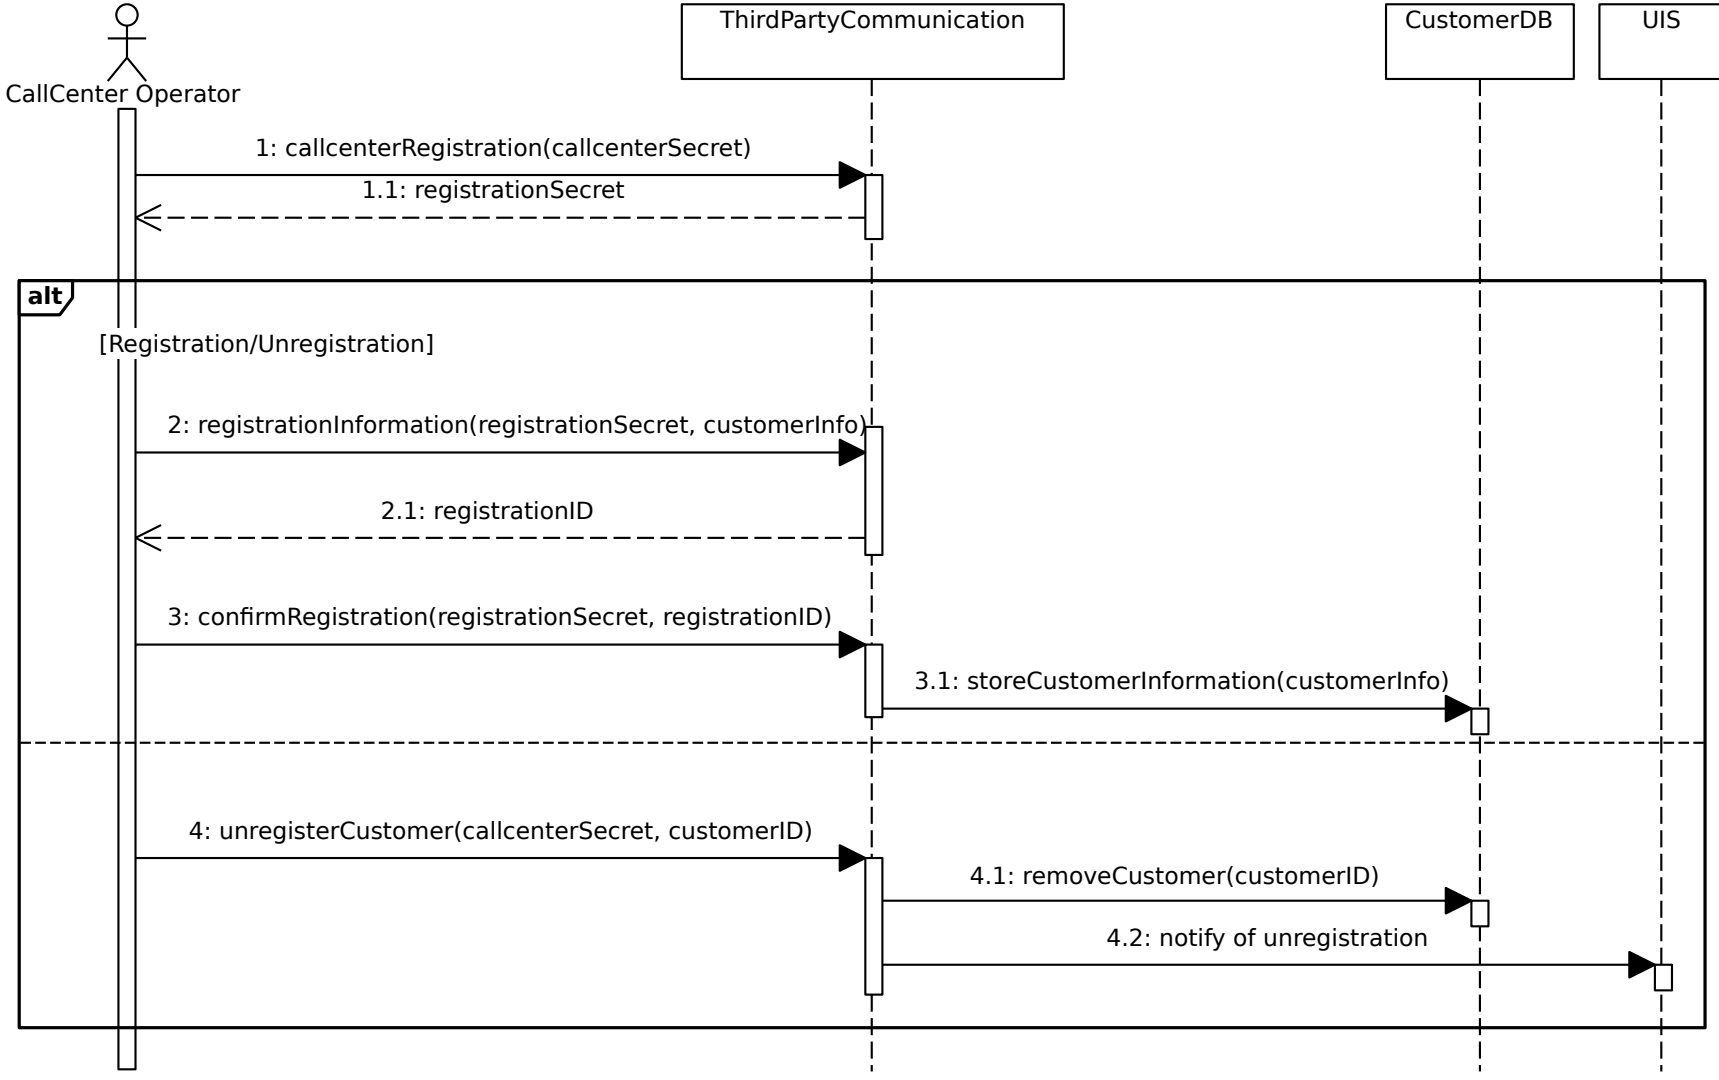 ThirdPartyCommunication
CustomerDB
UIS
CallCenter Operator
1: callcenterRegistration(callcenterSecret)
1.1: registrationSecret
alt
[Registration/Unregistration]
2: registrationInformation(registrationSecret, customerInfo)
2.1: registrationID
3: confirmRegistration(registrationSecret, registrationID)
3.1: storeCustomerInformation(customerInfo)
4: unregisterCustomer(callcenterSecret, customerID)
4.1: removeCustomer(customerID)
4.2: notify of unregistration